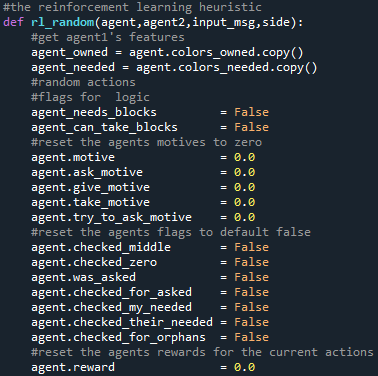 #the reinforcement learning heuristic
def rl_random(agent,agent2,input_msg,side):
    #get agent1's features
    agent_owned = agent.colors_owned.copy()
    agent_needed = agent.colors_needed.copy()
    #random actions
    #flags for  logic
    agent_needs_blocks        = False
    agent_can_take_blocks     = False
    #reset the agents motives to zero
    agent.motive              = 0.0
    agent.ask_motive          = 0.0
    agent.give_motive         = 0.0
    agent.take_motive         = 0.0
    agent.try_to_ask_motive   = 0.0
    #reset the agents flags to default false
    agent.checked_middle      = False
    agent.checked_zero        = False
    agent.was_asked           = False
    agent.checked_for_asked   = False
    agent.checked_my_needed   = False
    agent.checked_their_needed = False
    agent.checked_for_orphans  = False
    #reset the agents rewards for the current actions
    agent.reward              = 0.0